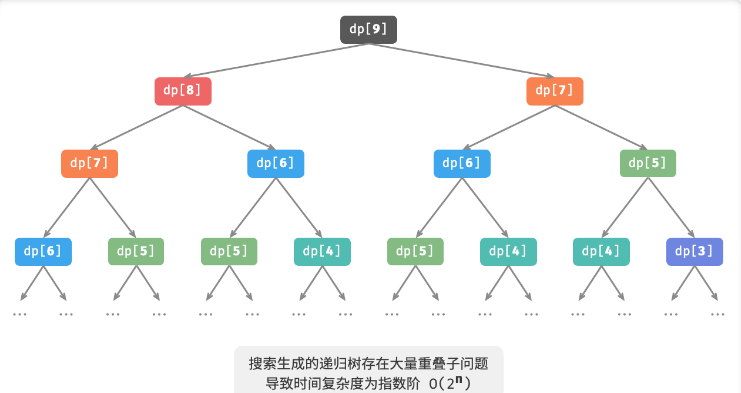 dp[9]
dp[8] dp[7]
dp[7] dp[6] dp[6] dp[5]
dp[6] dp[5] dp[5] dp[4] dp[5] dp[4] dp[4] dp[3]
... ... ... ... ... ... ... ... ... ... ... ... ... ... ... ...
搜索生成的递归树存在大量重叠子问题
导致时间复杂度为指数阶 O(2ⁿ)